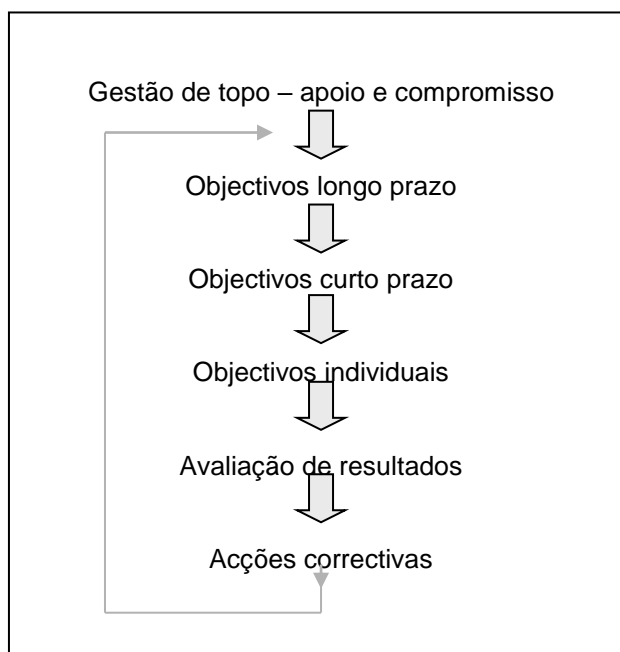 Gestão de topo – apoio e compromisso
Objectivos longo prazo
Objectivos curto prazo
Objectivos individuais
Avaliação de resultados
Acções correctivas